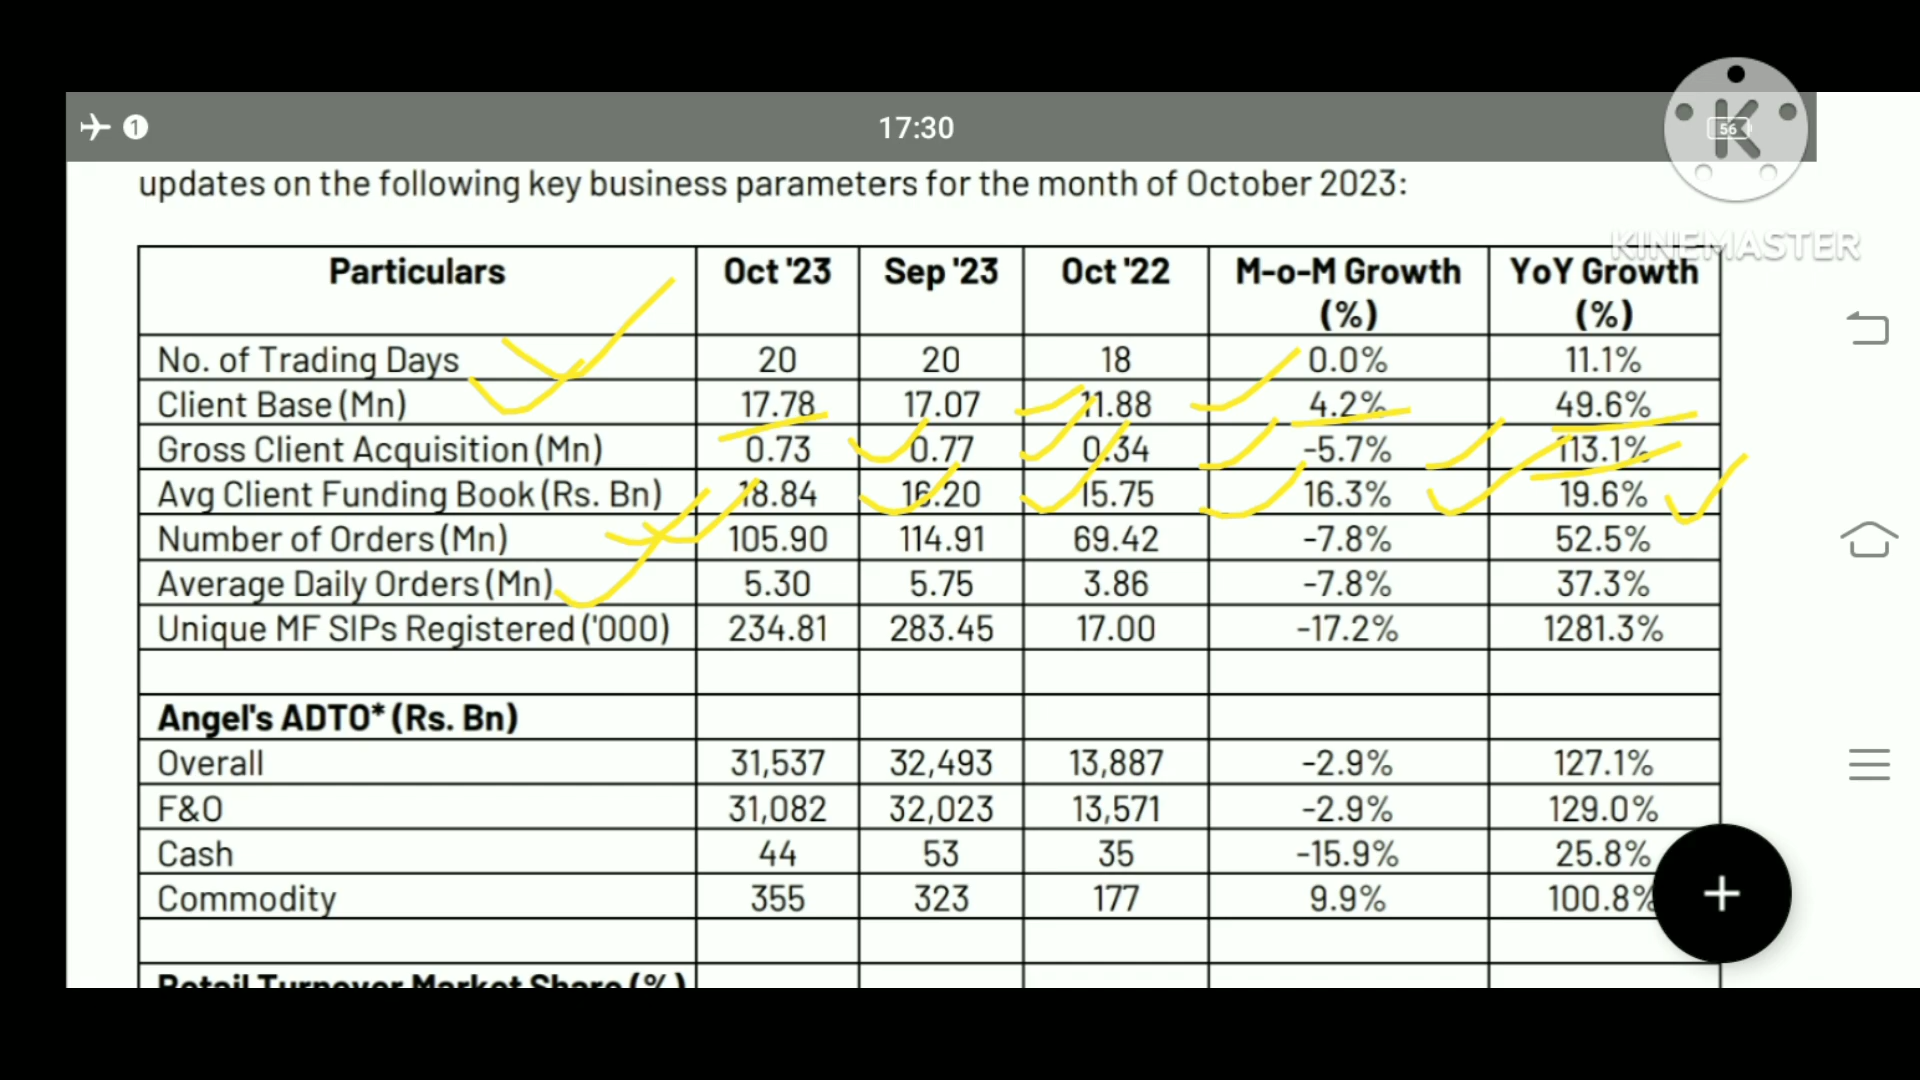 17:30
56
1
K
KINEMASTER
updates on the following key business parameters for the month of October 2023:
Particulars Oct '23 Sep '23 Oct '22 M-o-M Growth (%) YoY Growth (%)
No. of Trading Days 20 20 18 0.0% 11.1%
Client Base (Mn) 17.78 17.07 11.88 4.2% 49.6%
Gross Client Acquisition (Mn) 0.73 0.77 0.34 -5.7% 113.1%
Avg Client Funding Book (Rs. Bn) 18.84 16.20 15.75 16.3% 19.6%
Number of Orders (Mn) 105.90 114.91 69.42 -7.8% 52.5%
Average Daily Orders (Mn) 5.30 5.75 3.86 -7.8% 37.3%
Unique MF SIPs Registered ('000) 234.81 283.45 17.00 -17.2% 1281.3%
Angel's ADTO* (Rs. Bn)
Overall 31,537 32,493 13,887 -2.9% 127.1%
F&O 31,082 32,023 13,571 -2.9% 129.0%
Cash 44 53 35 -15.9% 25.8%
Commodity 355 323 177 9.9% 100.8%
Retail Turnover Market Share (%)